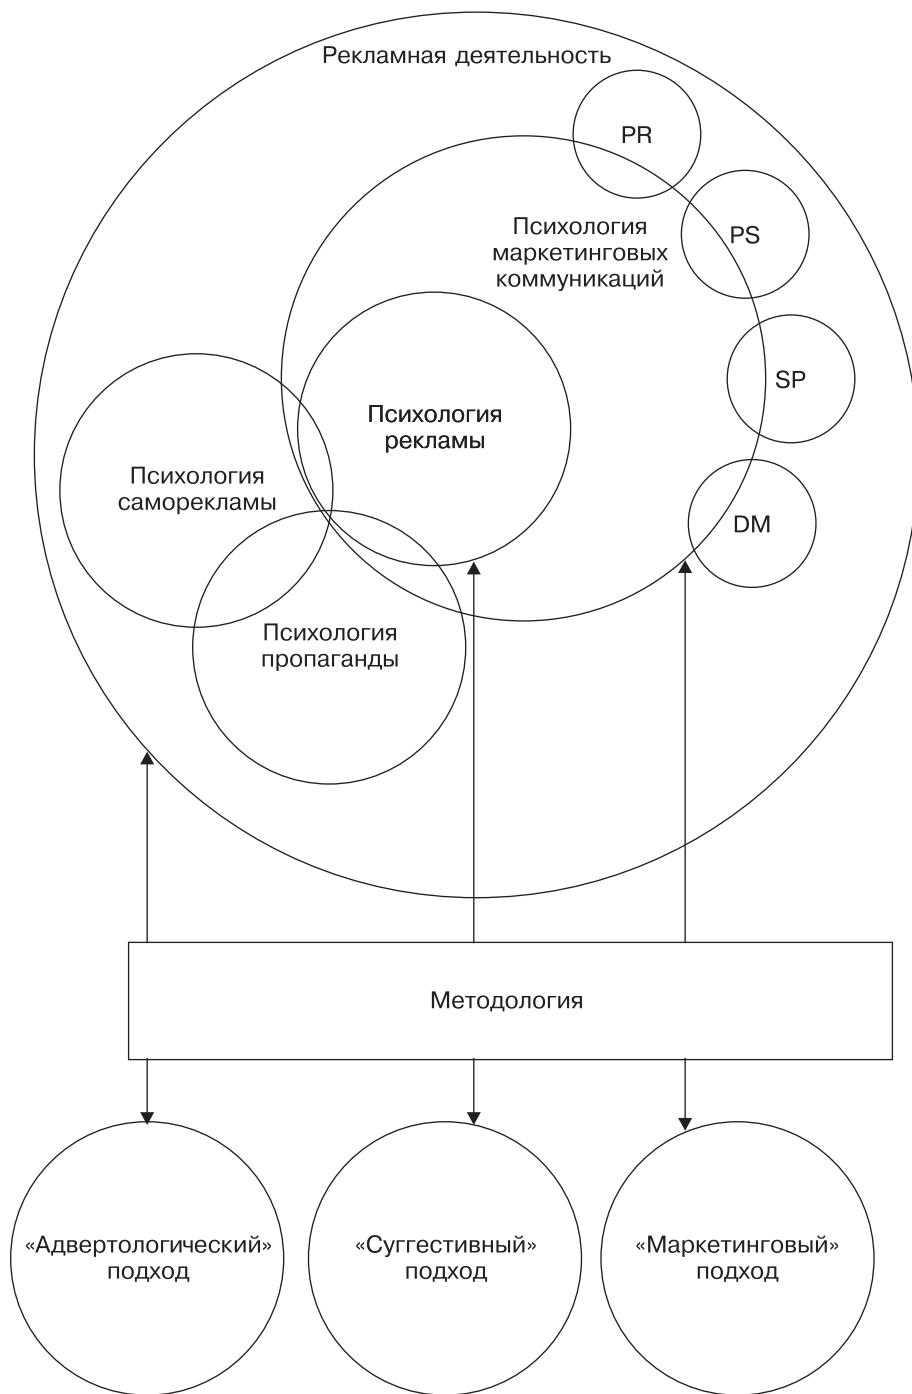 Рекламная деятельность
PR
Психология
маркетинговых
коммуникаций
PS
SP
Психология
рекламы
Психология
саморекламы
DM
Психология
пропаганды
Методология
«Адвертологический»
подход
«Суггестивный»
подход
«Маркетинговый»
подход